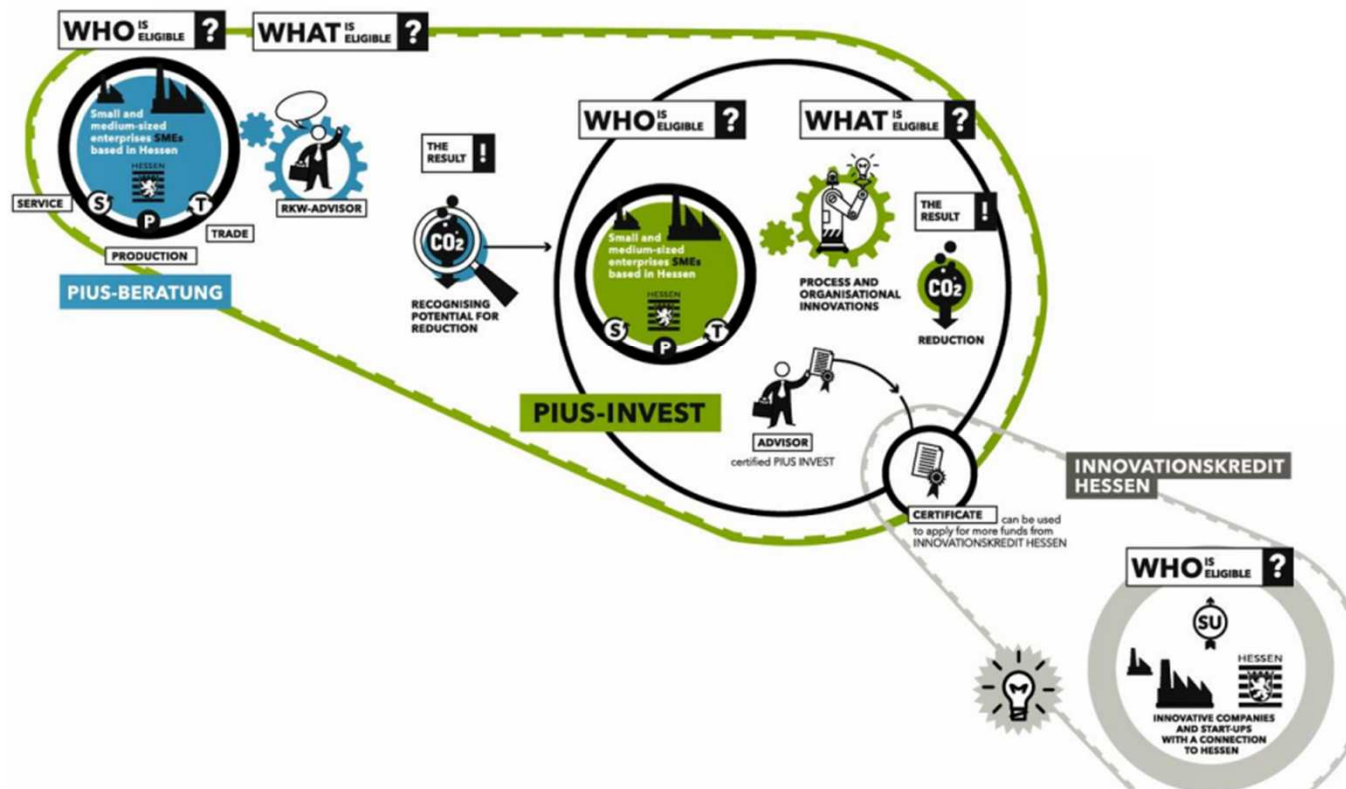 WHO IS ELIGIBLE ?
WHAT IS ELIGIBLE ?
Small and
medium-sized
enterprises SMEs
based in Hessen
HESSEN
S
P
T
SERVICE
TRADE
PRODUCTION
RKW-ADVISOR
PIUS-BERATUNG
THE
RESULT !
CO2
RECOGNISING
POTENTIAL FOR
REDUCTION
WHO IS ELIGIBLE ?
WHAT IS ELIGIBLE ?
Small and
medium-sized
enterprises SMEs
based in Hessen
HESSEN
S
P
T
PROCESS AND
ORGANISATIONAL
INNOVATIONS
THE
RESULT !
CO2
REDUCTION
PIUS-INVEST
ADVISOR
certified PIUS INVEST
CERTIFICATE can be used
to apply for more funds from
INNOVATIONSKREDIT HESSEN
INNOVATIONSKREDIT
HESSEN
WHO IS ELIGIBLE ?
SU
HESSEN
INNOVATIVE COMPANIES
AND START-UPS
WITH A CONNECTION
TO HESSEN